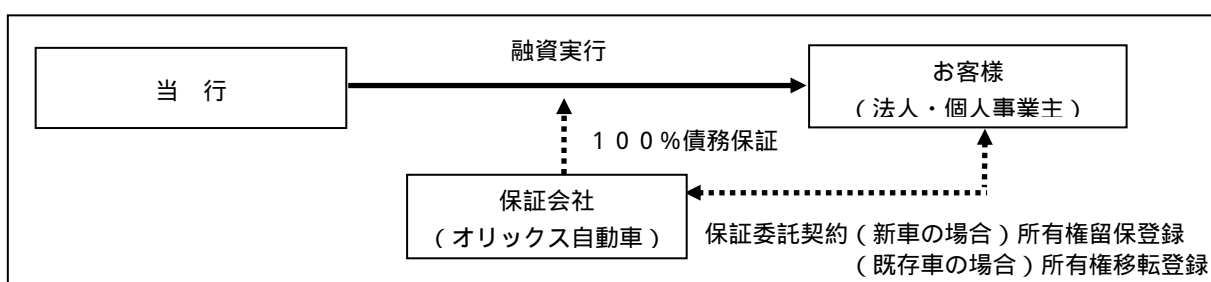 融資実行
当　行
お客様
（法人・個人事業主）
１００％債務保証
保証会社
（オリックス自動車）
保証委託契約（新車の場合）所有権留保登録
（既存車の場合）所有権移転登録